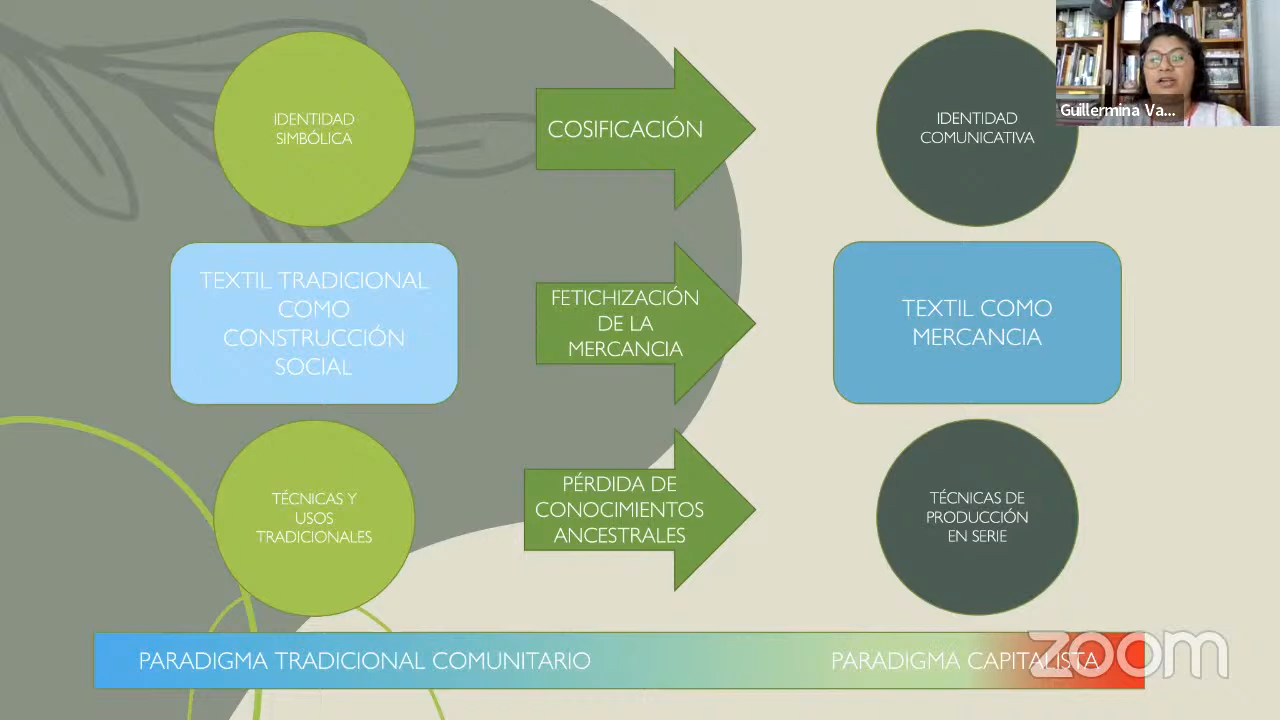 IDENTIDAD
SIMBÓLICA
COSIFICACIÓN
IDENTIDAD
COMUNICATIVA
Guillermina Va...
TEXTIL TRADICIONAL
COMO
CONSTRUCCIÓN
SOCIAL
FETICHIZACIÓN
DE LA
MERCANCIA
TEXTIL COMO
MERCANCIA
TÉCNICAS Y
USOS
TRADICIONALES
PÉRDIDA DE
CONOCIMIENTOS
ANCESTRALES
TÉCNICAS DE
PRODUCCIÓN
EN SERIE
PARADIGMA TRADICIONAL COMUNITARIO
PARADIGMA CAPITALISTA
zoom